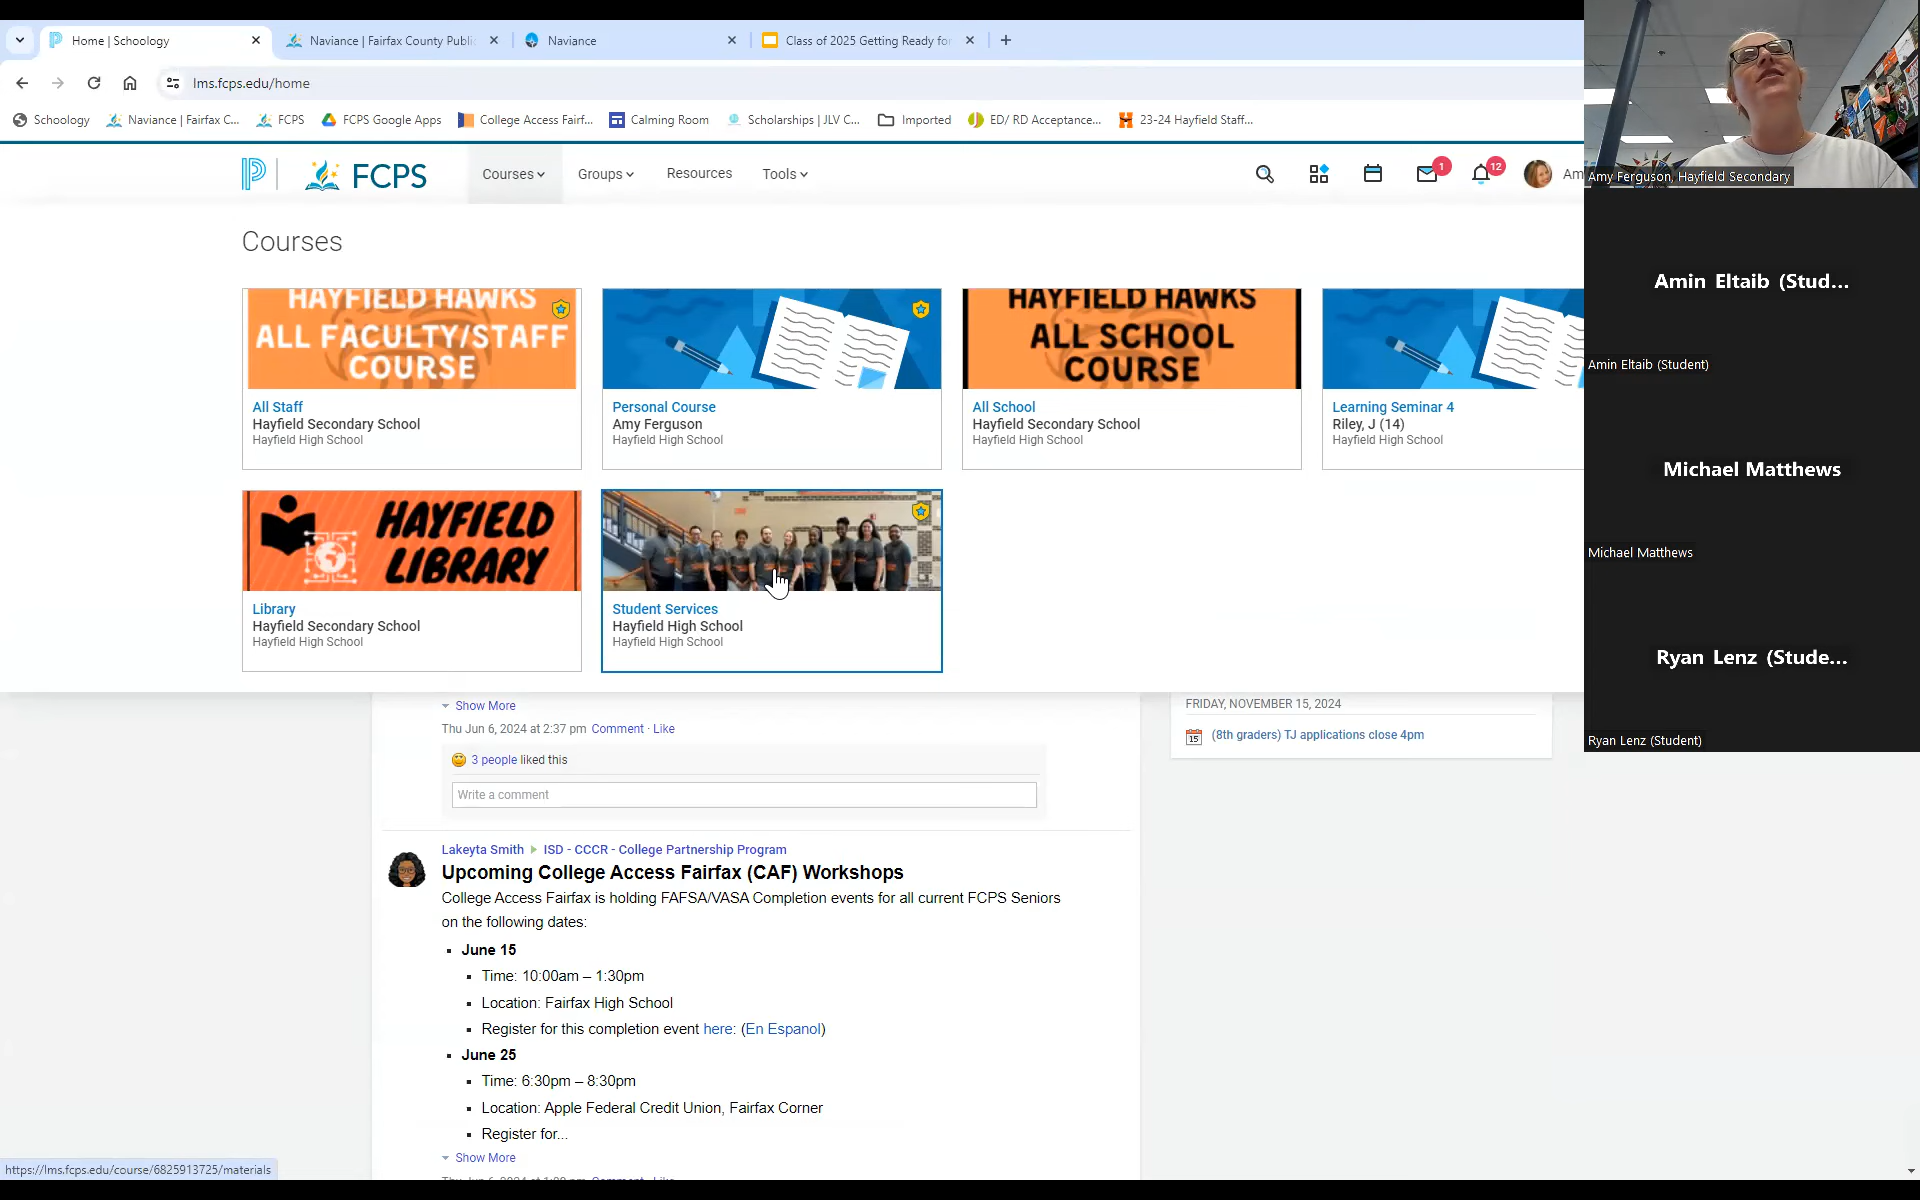 Home | Schoology
Naviance | Fairfax County Public
Naviance
Class of 2025 Getting Ready for
lms.fcps.edu/home
Schoology
Naviance | Fairfax C...
FCPS
FCPS Google Apps
College Access Fairf...
Calming Room
Scholarships | JLV C...
Imported
ED/ RD Acceptance...
23-24 Hayfield Staff...
FCPS
Courses
Groups
Resources
Tools
1
12
Am
Amy Ferguson, Hayfield Secondary
Courses
HAYFIELD HAWKS
ALL FACULTY/STAFF
COURSE
All Staff
Hayfield Secondary School
Hayfield High School
Personal Course
Amy Ferguson
Hayfield High School
HAYFIELD HAWKS
ALL SCHOOL
COURSE
All School
Hayfield Secondary School
Hayfield High School
Learning Seminar 4
Riley, J (14)
Hayfield High School
HAYFIELD
LIBRARY
Library
Hayfield Secondary School
Hayfield High School
Student Services
Hayfield High School
Hayfield High School
Amin Eltaib (Stud...
Amin Eltaib (Student)
Michael Matthews
Michael Matthews
Ryan Lenz (Stude...
Ryan Lenz (Student)
Show More
Thu Jun 6, 2024 at 2:37 pm Comment · Like
3 people liked this
Write a comment
FRIDAY, NOVEMBER 15, 2024
15
(8th graders) TJ applications close 4pm
Lakeyta Smith ▸ ISD - CCCR - College Partnership Program
Upcoming College Access Fairfax (CAF) Workshops
College Access Fairfax is holding FAFSA/VASA Completion events for all current FCPS Seniors
on the following dates:
▪ June 15
▪ Time: 10:00am – 1:30pm
▪ Location: Fairfax High School
▪ Register for this completion event here: (En Espanol)
▪ June 25
▪ Time: 6:30pm – 8:30pm
▪ Location: Apple Federal Credit Union, Fairfax Corner
▪ Register for...
Show More
https://lms.fcps.edu/course/6825913725/materials